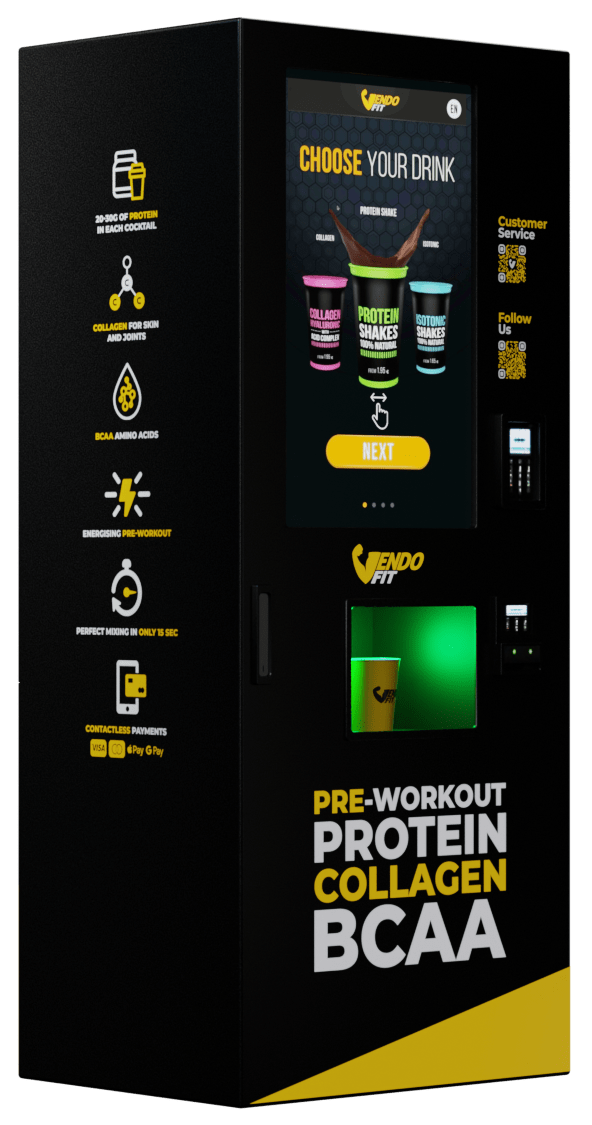 20-30G OF PROTEIN
IN EACH COCKTAIL
C
C
C
COLLAGEN FOR SKIN
AND JOINTS
BCAA AMINO ACIDS
ENERGISING PRE-WORKOUT
PERFECT MIXING IN ONLY 15 SEC
CONTACTLESS PAYMENTS
VISA Pay G Pay
VENDO
FIT
EN
CHOOSE YOUR DRINK
PROTEIN SHAKE
COLLAGEN
ISOTONIC
COLLAGEN
HYALURONIC
WITH
ACID COMPLEX
FROM 1.95 €
PROTEIN
SHAKES
100% NATURAL
FROM 1.95 €
ISOTONIC
SHAKES
100% NATURAL
FROM 1.85 €
NEXT
Customer
Service
Follow
Us
VENDO
FIT
VENDO
FIT
PRE-WORKOUT
PROTEIN
COLLAGEN
BCAA